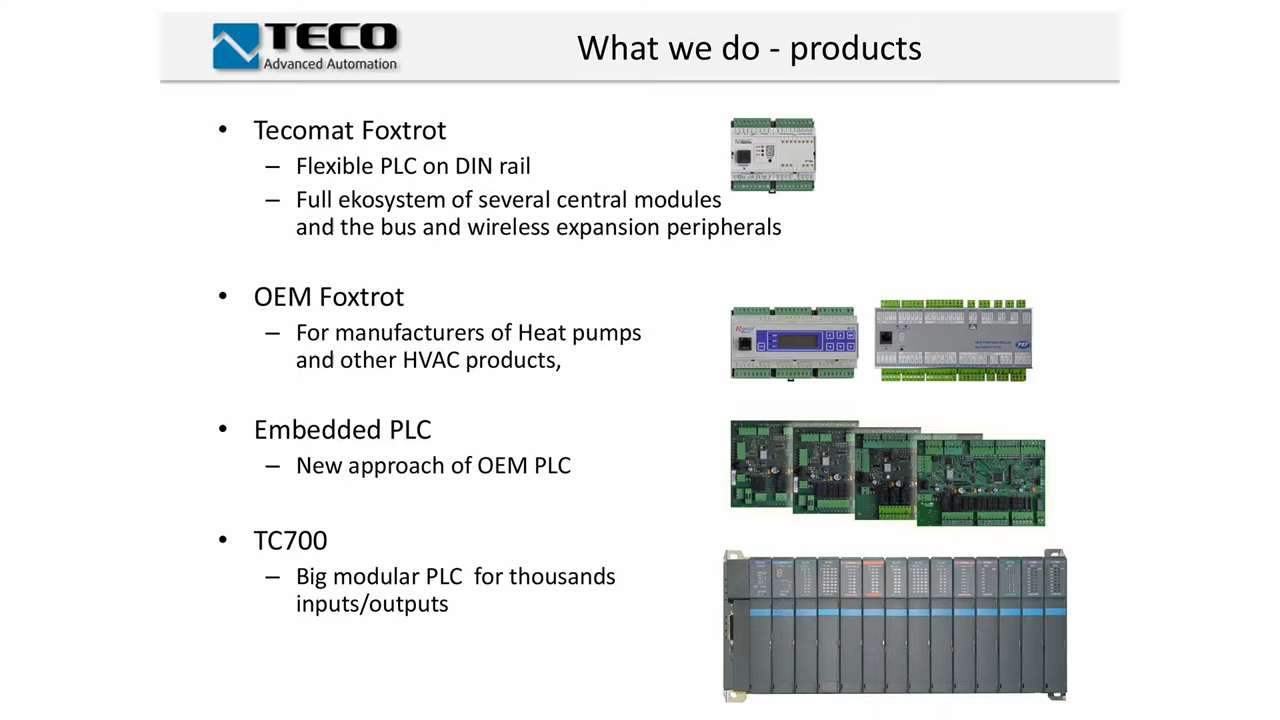 TECO
Advanced Automation
What we do - products
• Tecomat Foxtrot
– Flexible PLC on DIN rail
– Full ekosystem of several central modules
and the bus and wireless expansion peripherals
• OEM Foxtrot
– For manufacturers of Heat pumps
and other HVAC products,
• Embedded PLC
– New approach of OEM PLC
• TC700
– Big modular PLC for thousands
inputs/outputs